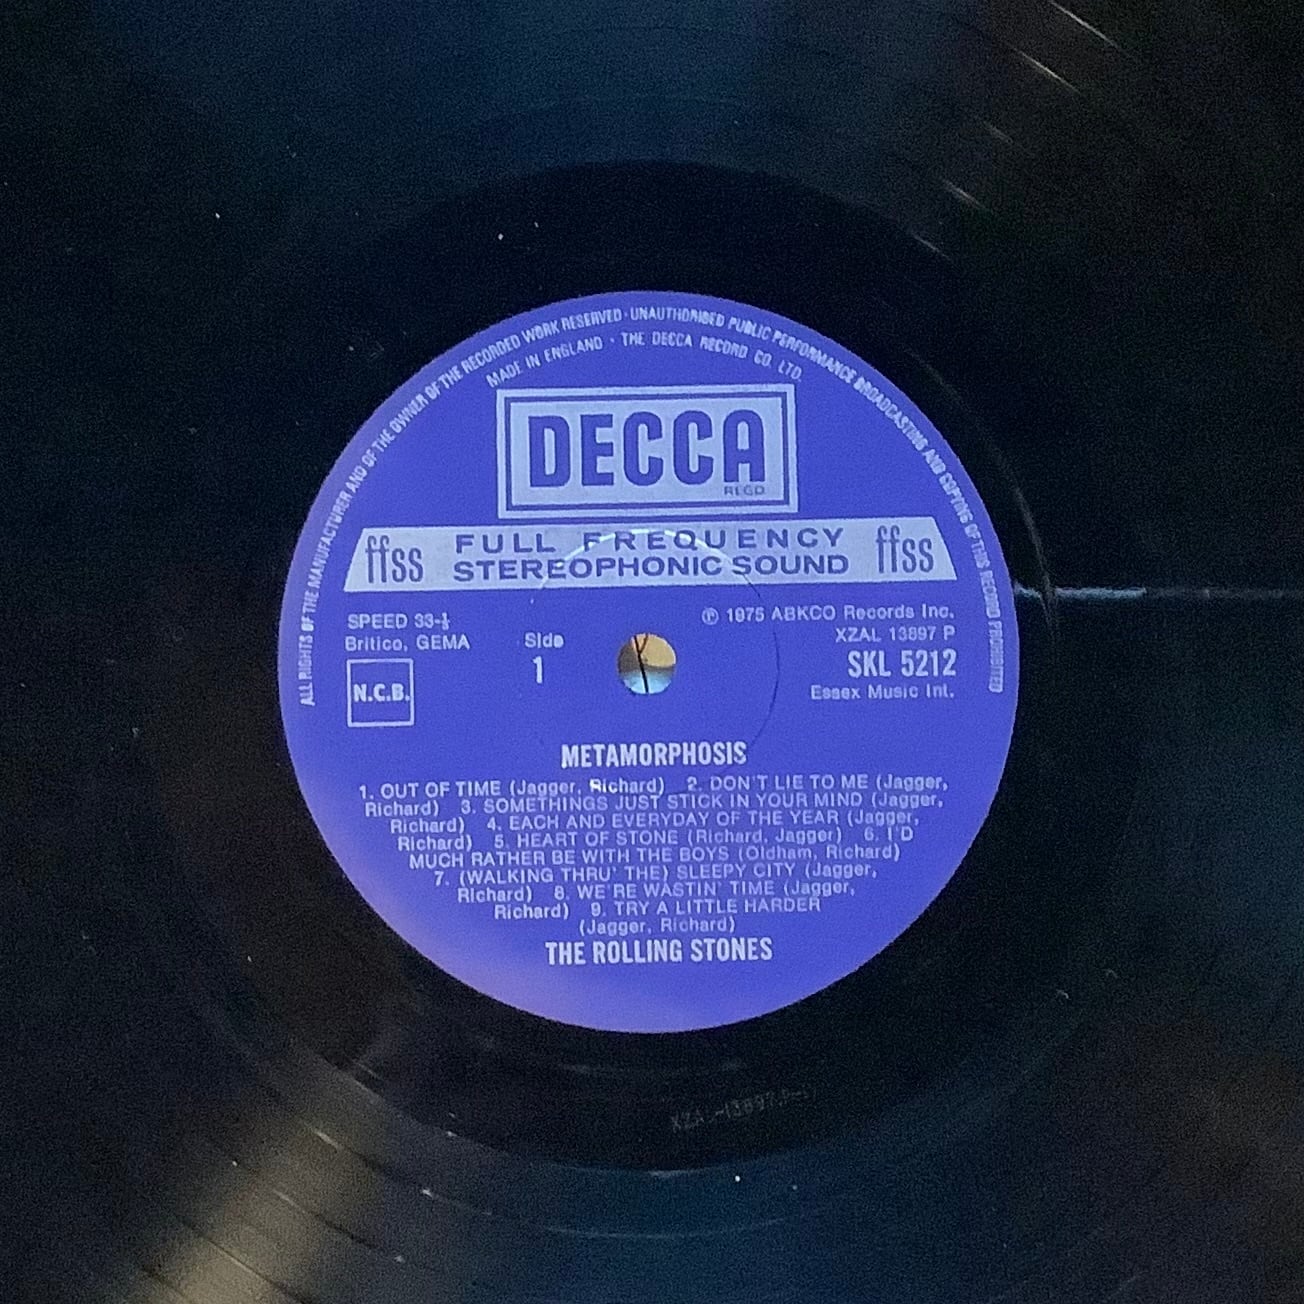 ALL RIGHTS OF THE MANUFACTURER AND OF THE OWNER OF THE RECORDED WORK RESERVED · UNAUTHORISED PUBLIC PERFORMANCE BROADCASTING AND COPYING OF THIS RECORD PROHIBITED
MADE IN ENGLAND · THE DECCA RECORD CO. LTD.
DECCA
REGD
ffss FULL FREQUENCY ffss
STEREOPHONIC SOUND
SPEED 33-⅓
℗ 1975 ABKCO Records Inc.
Britico, GEMA
Side
XZAL 13897 P
N.C.B.
1
SKL 5212
Essex Music Int.
METAMORPHOSIS
1. OUT OF TIME (Jagger, Richard) 2. DON'T LIE TO ME (Jagger,
Richard) 3. SOMETHINGS JUST STICK IN YOUR MIND (Jagger,
Richard) 4. EACH AND EVERYDAY OF THE YEAR (Jagger,
Richard) 5. HEART OF STONE (Richard, Jagger) 6. I'D
MUCH RATHER BE WITH THE BOYS (Oldham, Richard)
7. (WALKING THRU' THE) SLEEPY CITY (Jagger,
Richard) 8. WE'RE WASTIN' TIME (Jagger,
Richard) 9. TRY A LITTLE HARDER
(Jagger, Richard)
THE ROLLING STONES